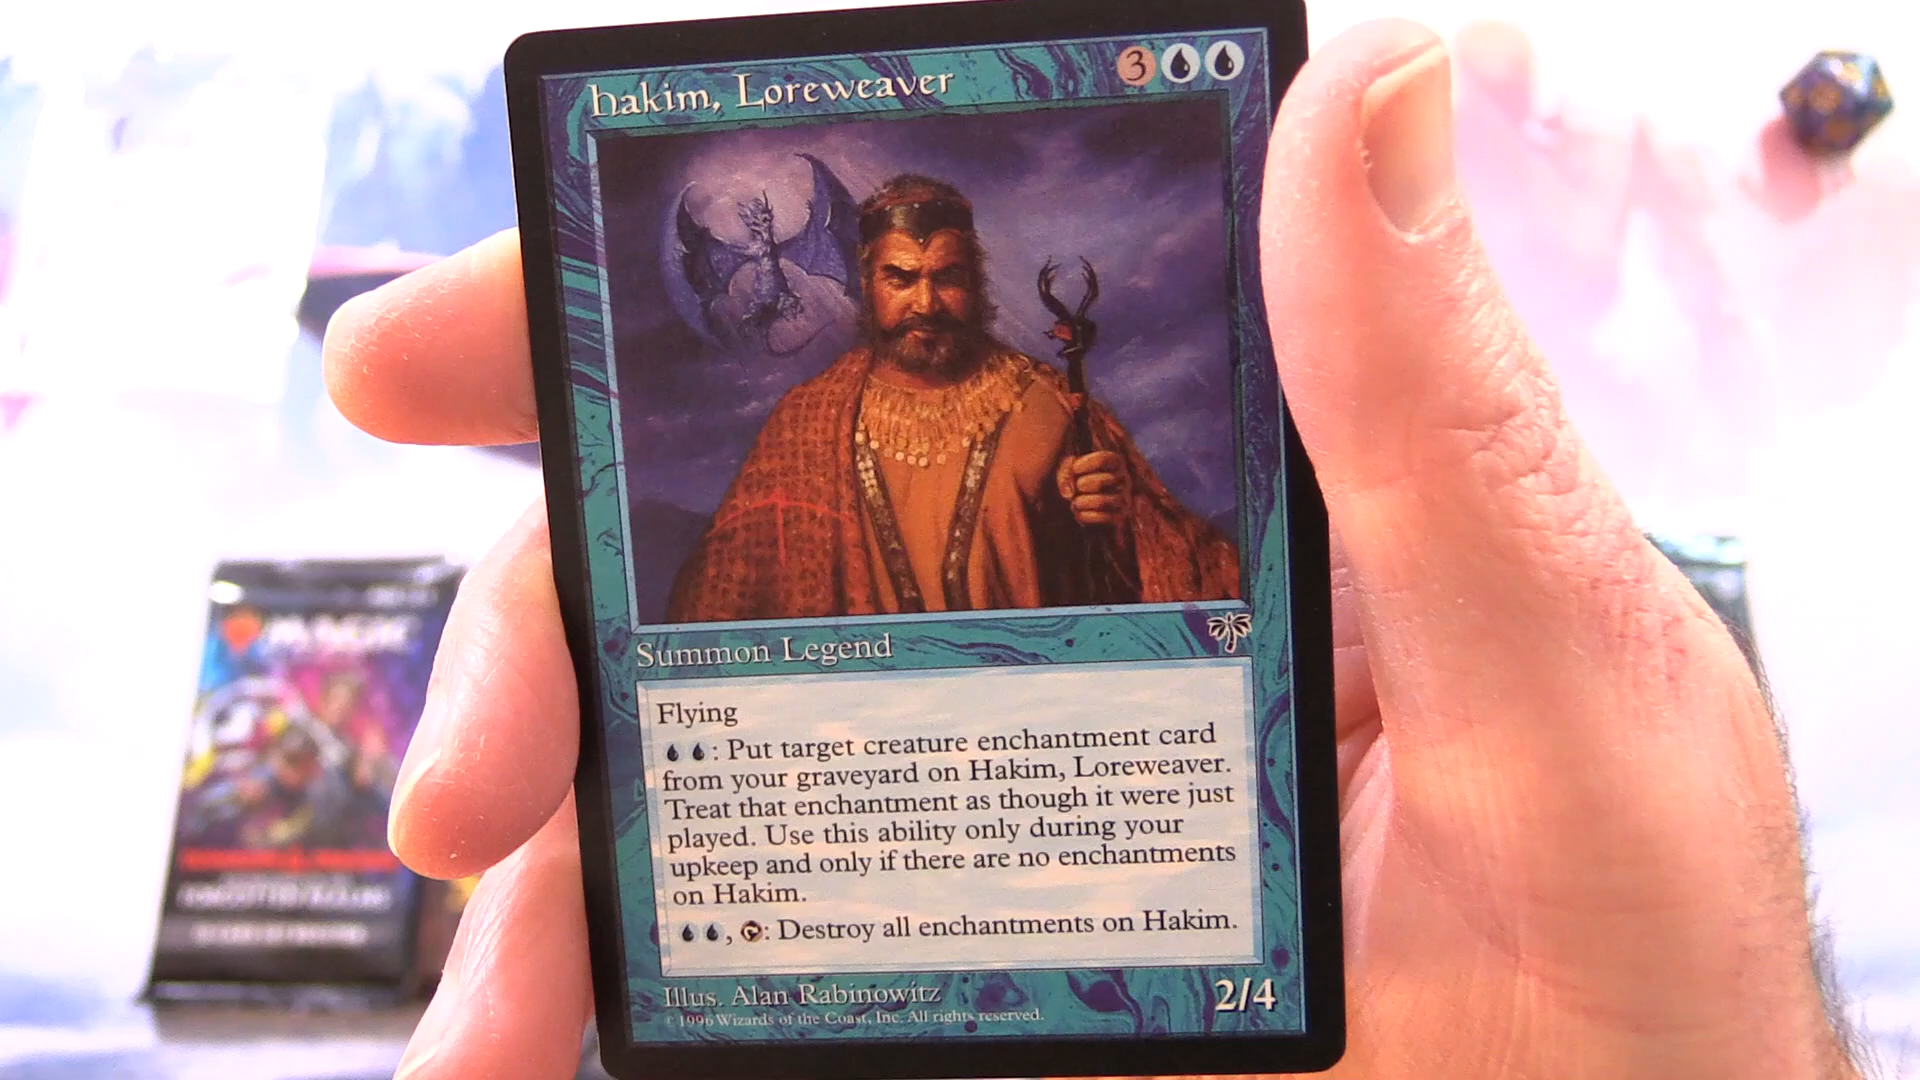 Hakim, Loreweaver
3
Summon Legend
Flying
: Put target creature enchantment card
from your graveyard on Hakim, Loreweaver.
Treat that enchantment as though it were just
played. Use this ability only during your
upkeep and only if there are no enchantments
on Hakim.
, : Destroy all enchantments on Hakim.
Illus. Alan Rabinowitz
2/4
© 1996 Wizards of the Coast, Inc. All rights reserved.
MAGIC
FORGOTTEN REALMS